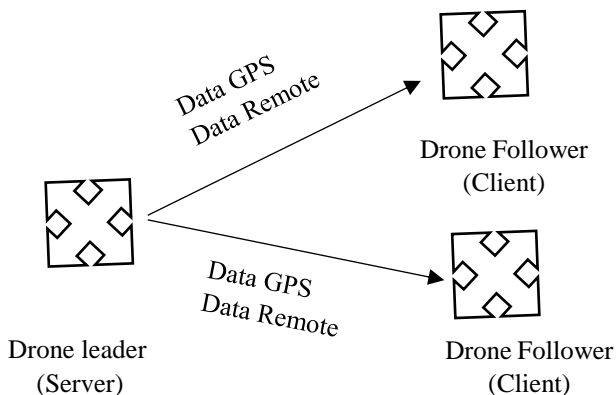 Data GPS
Data Remote
Drone Follower
(Client)
Data GPS
Data Remote
Drone leader
(Server)
Drone Follower
(Client)